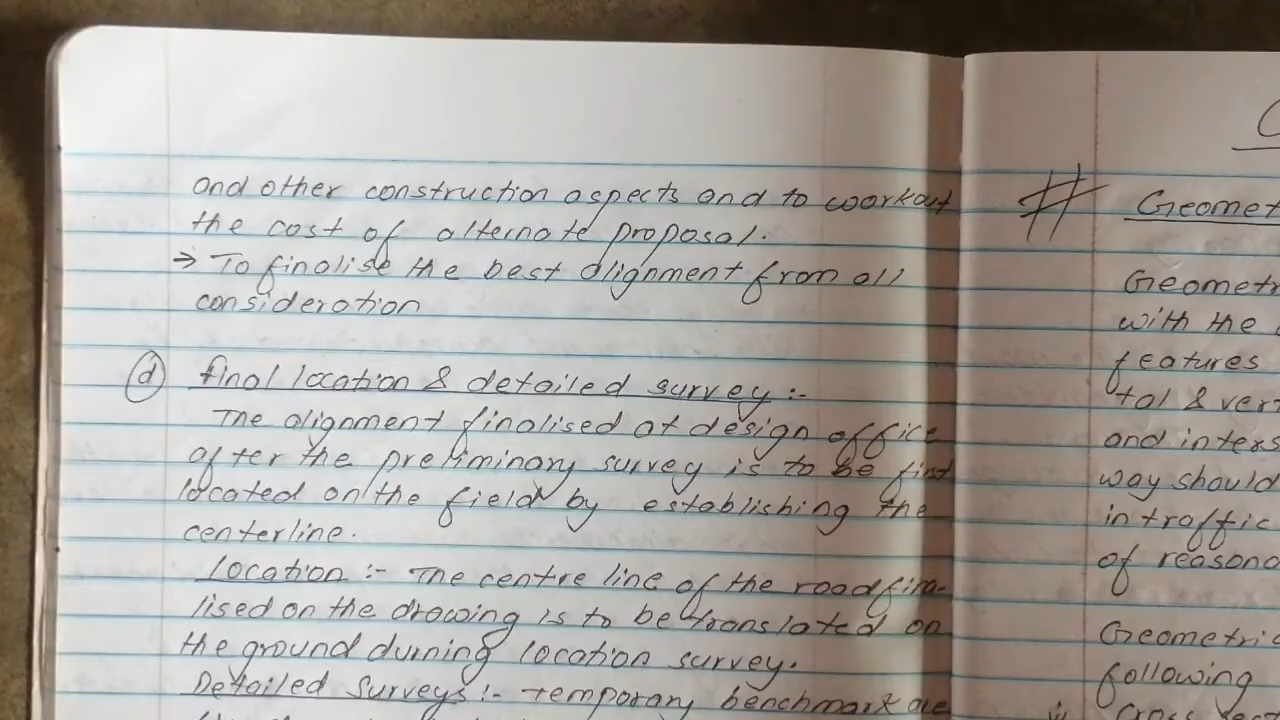 and other construction aspects and to workout
the cost of alternate proposal.
→ To finalise the best alignment from all
consideration
(d) final location & detailed survey :-
The alignment finalised at design office
after the preliminary survey is to be first
located on the field by establishing the
centerline.
Location :- The centre line of the road fina-
lised on the drawing is to be translated on
the ground durning location survey.
Detailed surveys :- temporary benchmark are
# Geomet
Geometr
with the
features
tal & ver
and inters
way should
in traffic
of reasona
Geometric
following